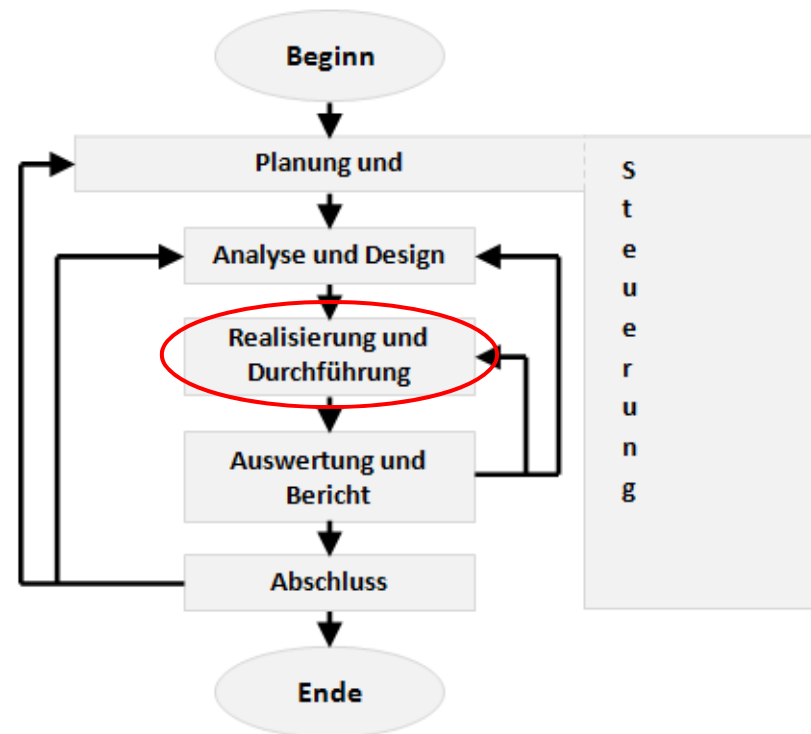 Beginn
Planung und
S
t
e
u
e
r
u
n
g
Analyse und Design
Realisierung und
Durchführung
Auswertung und
Bericht
Abschluss
Ende